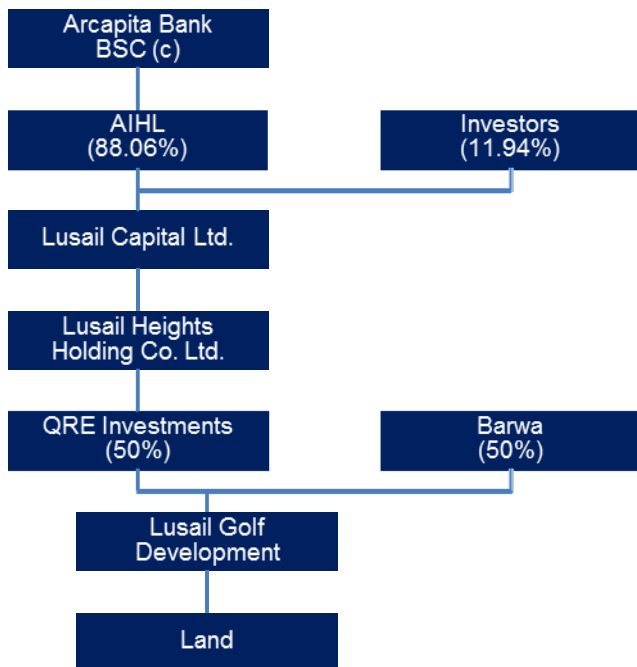 Arcapita Bank
BSC (c)
AIHL
(88.06%)
Investors
(11.94%)
Lusail Capital Ltd.
Lusail Heights
Holding Co. Ltd.
QRE Investments
(50%)
Barwa
(50%)
Lusail Golf
Development
Land